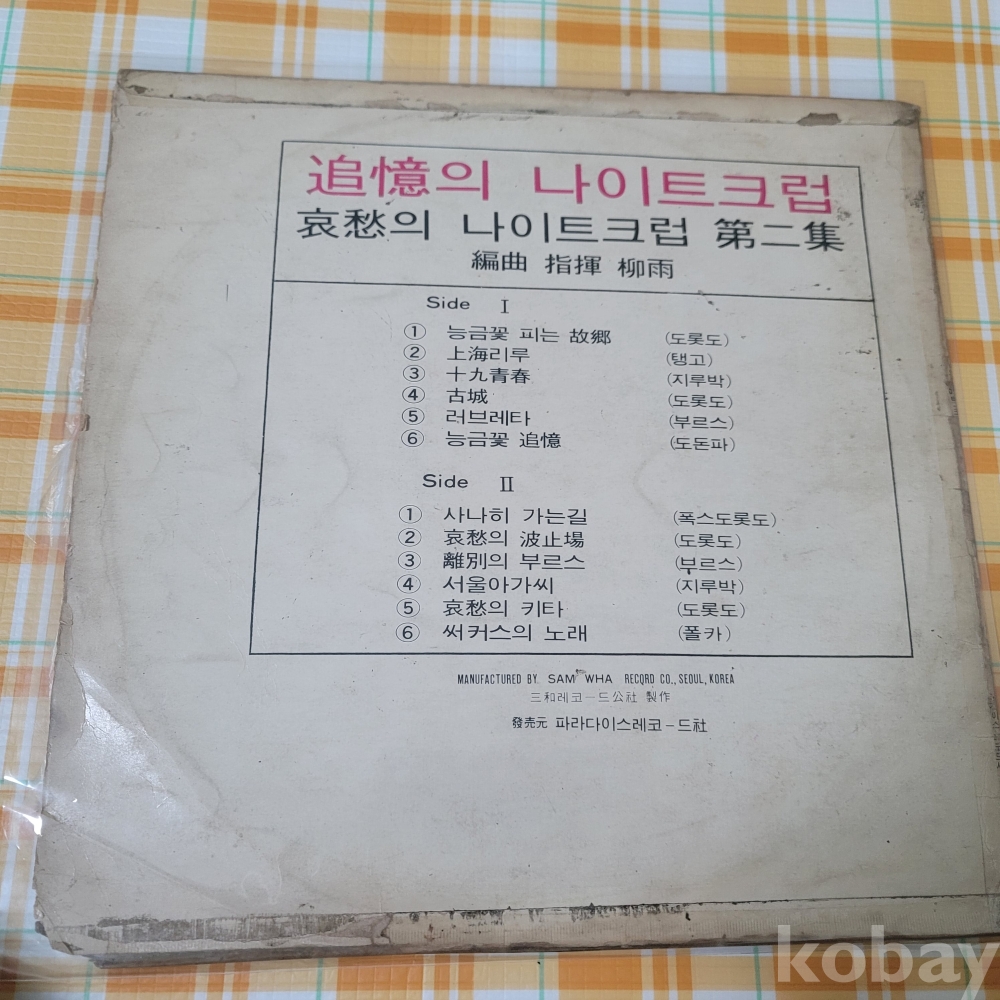 追憶의 나이트크럽
哀愁의 나이트크럽 第二集
編曲 指揮 柳雨
Side I
① 능금꽃 피는 故鄕 (도롯도)
② 上海리루 (탱고)
③ 十九青春 (지루박)
④ 古城 (도롯도)
⑤ 러브레타 (부르스)
⑥ 능금꽃 追憶 (도돈파)
Side II
① 사나히 가는길 (폭스도롯도)
② 哀愁의 波止場 (도롯도)
③ 離別의 부르스 (부르스)
④ 서울아가씨 (지루박)
⑤ 哀愁의 키타 (도롯도)
⑥ 써커스의 노래 (폴카)
MANUFACTURED BY. SAM WHA RECORD CO., SEOUL, KOREA
三和레코ー드公社 製作
發売元 파라다이스레코ー드社
kobay